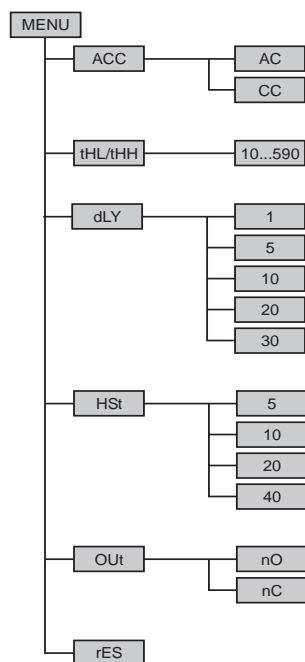 MENU
ACC AC
CC
tHL/tHH 10...590
dLY 1
5
10
20
30
HSt 5
10
20
40
OUt nO
nC
rES